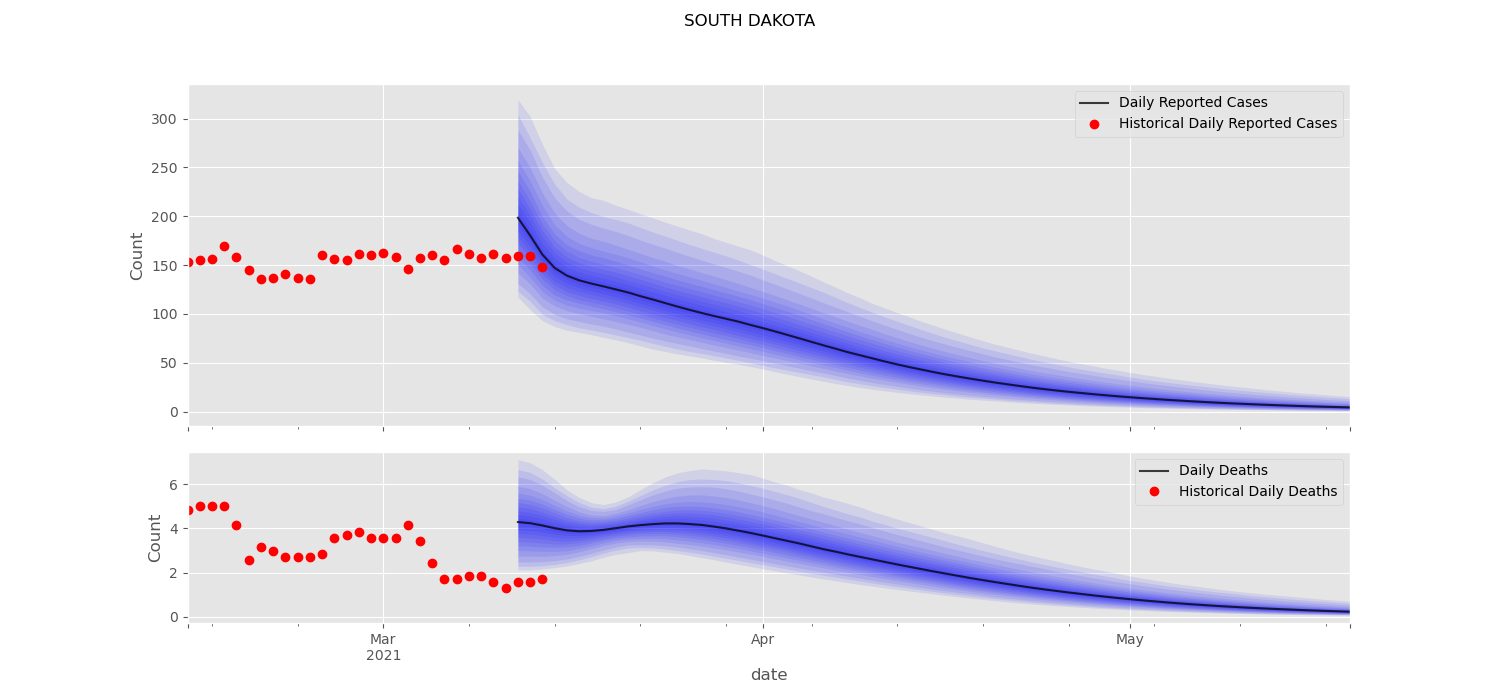 SOUTH DAKOTA
Daily Reported Cases
Historical Daily Reported Cases
300
250
200
150
100
50
0
Count
Daily Deaths
Historical Daily Deaths
6
4
2
0
Count
Mar
2021
Apr
May
date